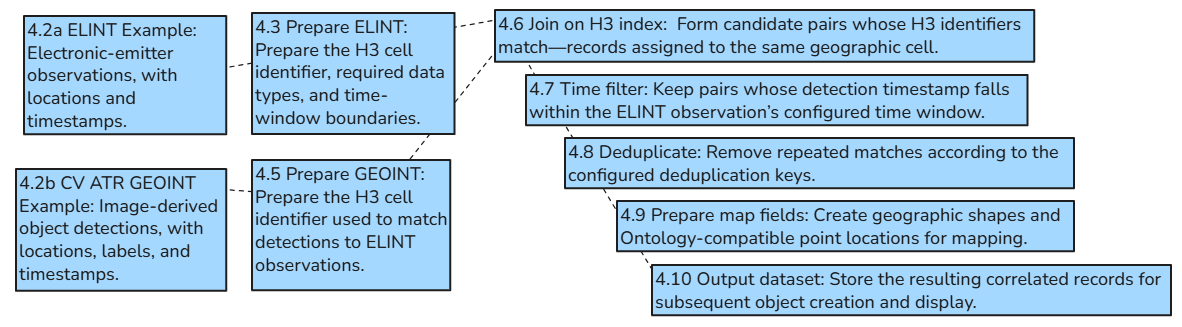 4.2a ELINT Example:
Electronic-emitter
observations, with
locations and
timestamps.
4.3 Prepare ELINT:
Prepare the H3 cell
identifier, required data
types, and time-
window boundaries.
4.2b CV ATR GEOINT
Example: Image-derived
object detections, with
locations, labels, and
timestamps.
4.5 Prepare GEOINT:
Prepare the H3 cell
identifier used to match
detections to ELINT
observations.
4.6 Join on H3 index:  Form candidate pairs whose H3 identifiers
match—records assigned to the same geographic cell.
4.7 Time filter: Keep pairs whose detection timestamp falls
within the ELINT observation’s configured time window.
4.8 Deduplicate: Remove repeated matches according to the
configured deduplication keys.
4.9 Prepare map fields: Create geographic shapes and
Ontology-compatible point locations for mapping.
4.10 Output dataset: Store the resulting correlated records for
subsequent object creation and display.